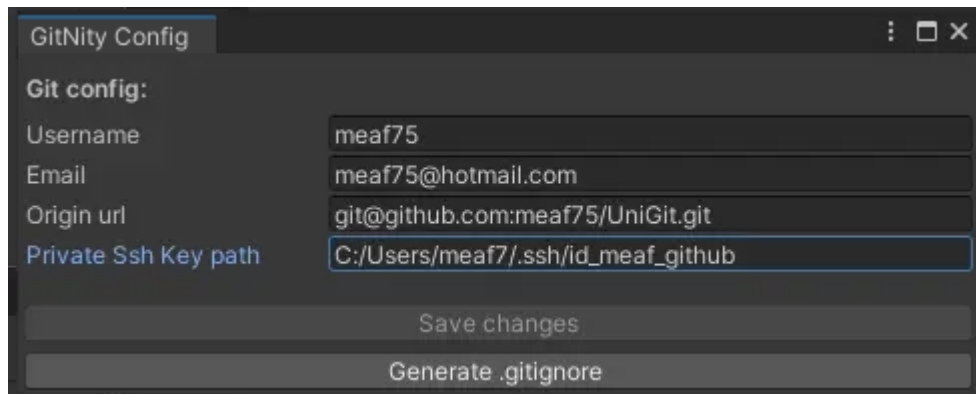 GitNity Config
Git config:
Username meaf75
Email meaf75@hotmail.com
Origin url git@github.com:meaf75/UniGit.git
Private Ssh Key path C:/Users/meaf7/.ssh/id_meaf_github
Save changes
Generate .gitignore